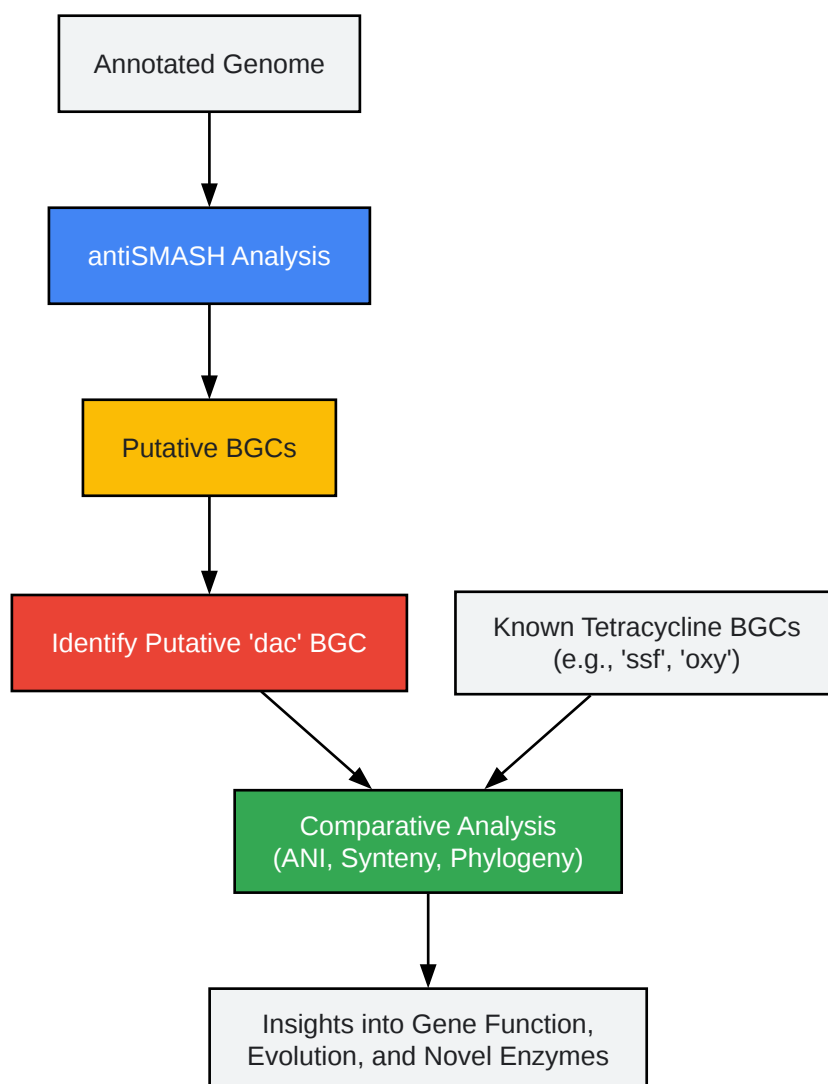 Annotated Genome
antiSMASH Analysis
Putative BGCs
Identify Putative 'dac' BGC
Known Tetracycline BGCs
(e.g., 'ssf', 'oxy')
Comparative Analysis
(ANI, Synteny, Phylogeny)
Insights into Gene Function,
Evolution, and Novel Enzymes